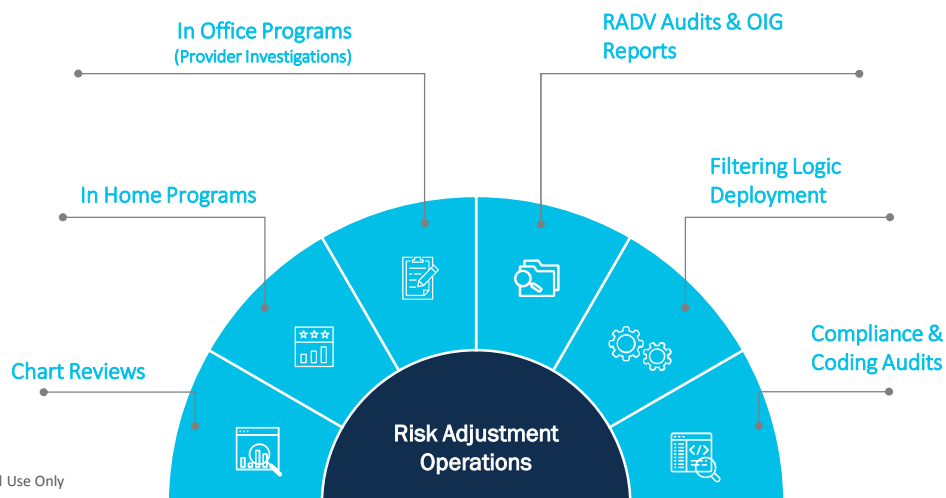 In Office Programs
(Provider Investigations)
RADV Audits & OIG
Reports
In Home Programs
Filtering Logic
Deployment
Chart Reviews
Compliance &
Coding Audits
Risk Adjustment
Operations
Use Only